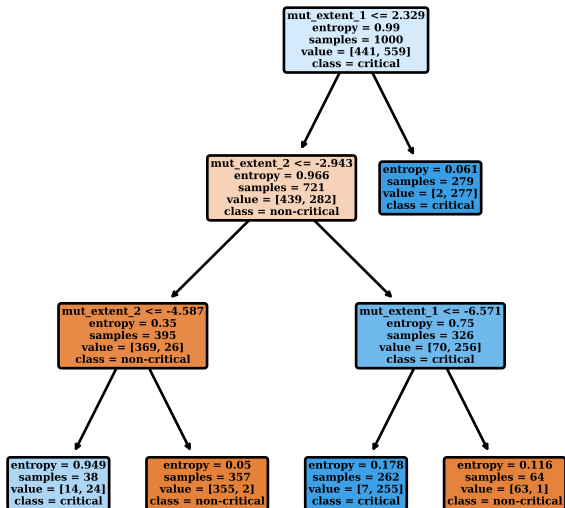 mut_extent_1 <= 2.329
entropy = 0.99
samples = 1000
value = [441, 559]
class = critical
mut_extent_2 <= -2.943
entropy = 0.966
samples = 721
value = [439, 282]
class = non-critical
entropy = 0.061
samples = 279
value = [2, 277]
class = critical
mut_extent_2 <= -4.587
entropy = 0.35
samples = 395
value = [369, 26]
class = non-critical
mut_extent_1 <= -6.571
entropy = 0.75
samples = 326
value = [70, 256]
class = critical
entropy = 0.949
samples = 38
value = [14, 24]
class = critical
entropy = 0.05
samples = 357
value = [355, 2]
class = non-critical
entropy = 0.178
samples = 262
value = [7, 255]
class = critical
entropy = 0.116
samples = 64
value = [63, 1]
class = non-critical